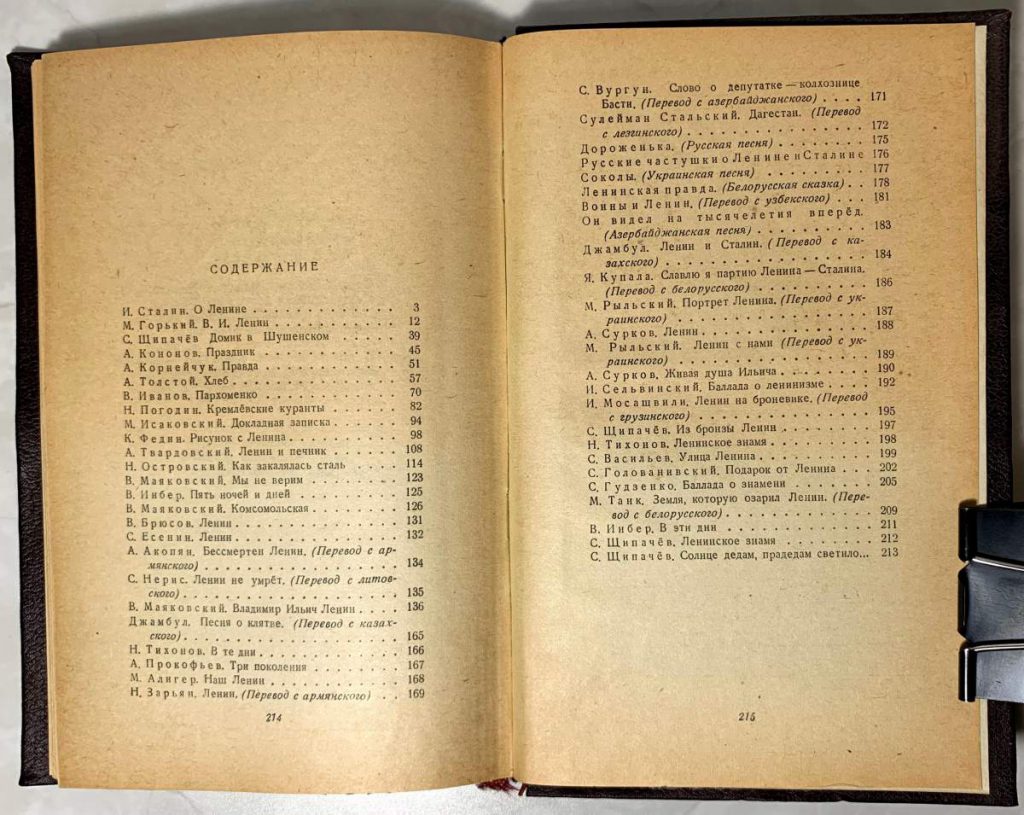 СОДЕРЖАНИЕ
И. Сталин. О Ленине . . . . . . . . . . . . 3
М. Горький. В. И. Ленин . . . . . . . . . . 12
С. Щипачёв Домик в Шушенском . . . . . 39
А. Кононов. Праздник . . . . . . . . . . . 45
А. Корнейчук. Правда . . . . . . . . . . . 51
А. Толстой. Хлеб . . . . . . . . . . . . . 57
В. Иванов. Пархоменко . . . . . . . . . . 70
Н. Погодин. Кремлёвские куранты . . . . . 82
М. Исаковский. Докладная записка . . . . . 94
К. Федин. Рисунок с Ленина . . . . . . . . 98
А. Твардовский. Ленин и печник . . . . . . 108
Н. Островский. Как закалялась сталь . . . . 114
В. Маяковский. Мы не верим . . . . . . . . 123
В. Инбер. Пять ночей и дней . . . . . . . . 125
В. Маяковский. Комсомольская . . . . . . . 126
В. Брюсов. Ленин . . . . . . . . . . . . . 131
С. Есенин. Ленин . . . . . . . . . . . . . 132
А. Акопян. Бессмертен Ленин. (Перевод с ар-
мянского) . . . . . . . . . . . . . . 134
С. Нерис. Ленин не умрёт. (Перевод с литов-
ского) . . . . . . . . . . . . . . . . 135
В. Маяковский. Владимир Ильич Ленин . . . . 136
Джамбул. Песня о клятве. (Перевод с казах-
ского) . . . . . . . . . . . . . . . . 165
Н. Тихонов. В те дни . . . . . . . . . . . 166
А. Прокофьев. Три поколения . . . . . . . 167
М. Алигер. Наш Ленин . . . . . . . . . . . 168
Н. Зарьян. Ленин. (Перевод с армянского) . . 169
214
С. Вургун. Слово о депутатке — колхознице
Басти. (Перевод с азербайджанского) . . . . 171
Сулейман Стальский. Дагестан. (Перевод
с лезгинского) . . . . . . . . . . . . . 172
Дороженька. (Русская песня) . . . . . . . . 175
Русские частушки о Ленине и Сталине 176
Соколы. (Украинская песня) . . . . . . . . 177
Ленинская правда. (Белорусская сказка) . . 178
Воины и Ленин. (Перевод с узбекского) . . . 181
Он видел на тысячелетия вперёд.
(Азербайджанская песня) . . . . . . . . . 183
Джамбул. Ленин и Сталин. (Перевод с ка-
захского) . . . . . . . . . . . . . . . 184
Я. Купала. Славлю я партию Ленина — Сталина.
(Перевод с белорусского) . . . . . . . . . 186
М. Рыльский. Портрет Ленина. (Перевод с ук-
раинского) . . . . . . . . . . . . . . . 187
А. Сурков. Ленин . . . . . . . . . . . . . 188
М. Рыльский. Ленин с нами (Перевод с ук-
раинского) . . . . . . . . . . . . . . . 189
А. Сурков. Живая душа Ильича . . . . . . . 190
И. Сельвинский. Баллада о ленинизме . . . . 192
И. Мосашвили. Ленин на броневике. (Перевод
с грузинского) . . . . . . . . . . . . . 195
С. Щипачёв. Из бронзы Ленин . . . . . . . 197
Н. Тихонов. Ленинское знамя . . . . . . . . 198
С. Васильев. Улица Ленина . . . . . . . . . 199
С. Голованивский. Подарок от Ленина . . . 202
С. Гудзенко. Баллада о знамени . . . . . . . 205
М. Танк. Земля, которую озарил Ленин. (Пере-
вод с белорусского) . . . . . . . . . . . 209
В. Инбер. В эти дни . . . . . . . . . . . . 211
С. Щипачёв. Ленинское знамя . . . . . . . 212
С. Щипачёв. Солнце дедам, прадедам светило... 213
215